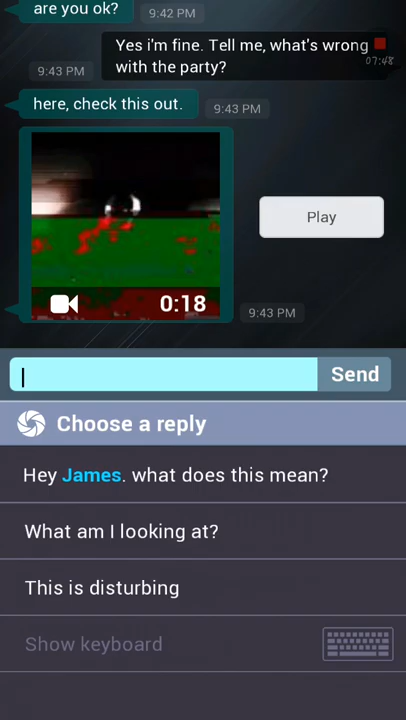 are you ok?
9:42 PM
Yes i'm fine. Tell me, what's wrong
with the party?
07:48
9:43 PM
here, check this out.
9:43 PM
Play
0:18
9:43 PM
Send
Choose a reply
Hey James. what does this mean?
What am I looking at?
This is disturbing
Show keyboard